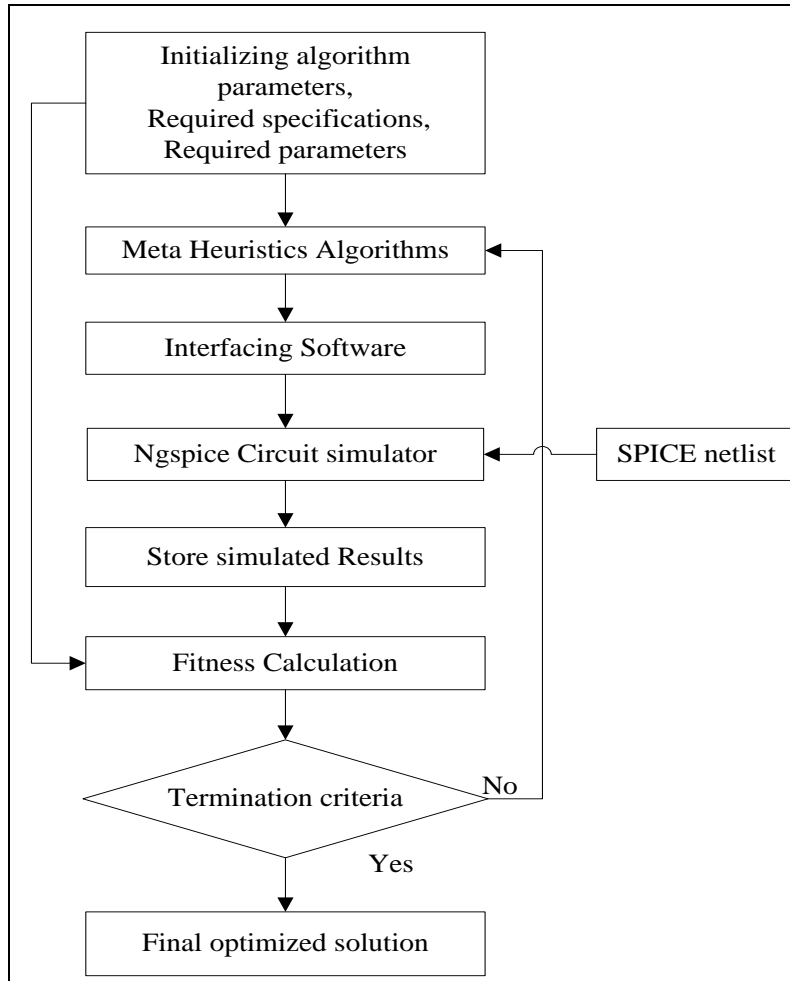 Initializing algorithm
parameters,
Required specifications,
Required parameters
Meta Heuristics Algorithms
Interfacing Software
Ngspice Circuit simulator
SPICE netlist
Store simulated Results
Fitness Calculation
Termination criteria
No
Yes
Final optimized solution